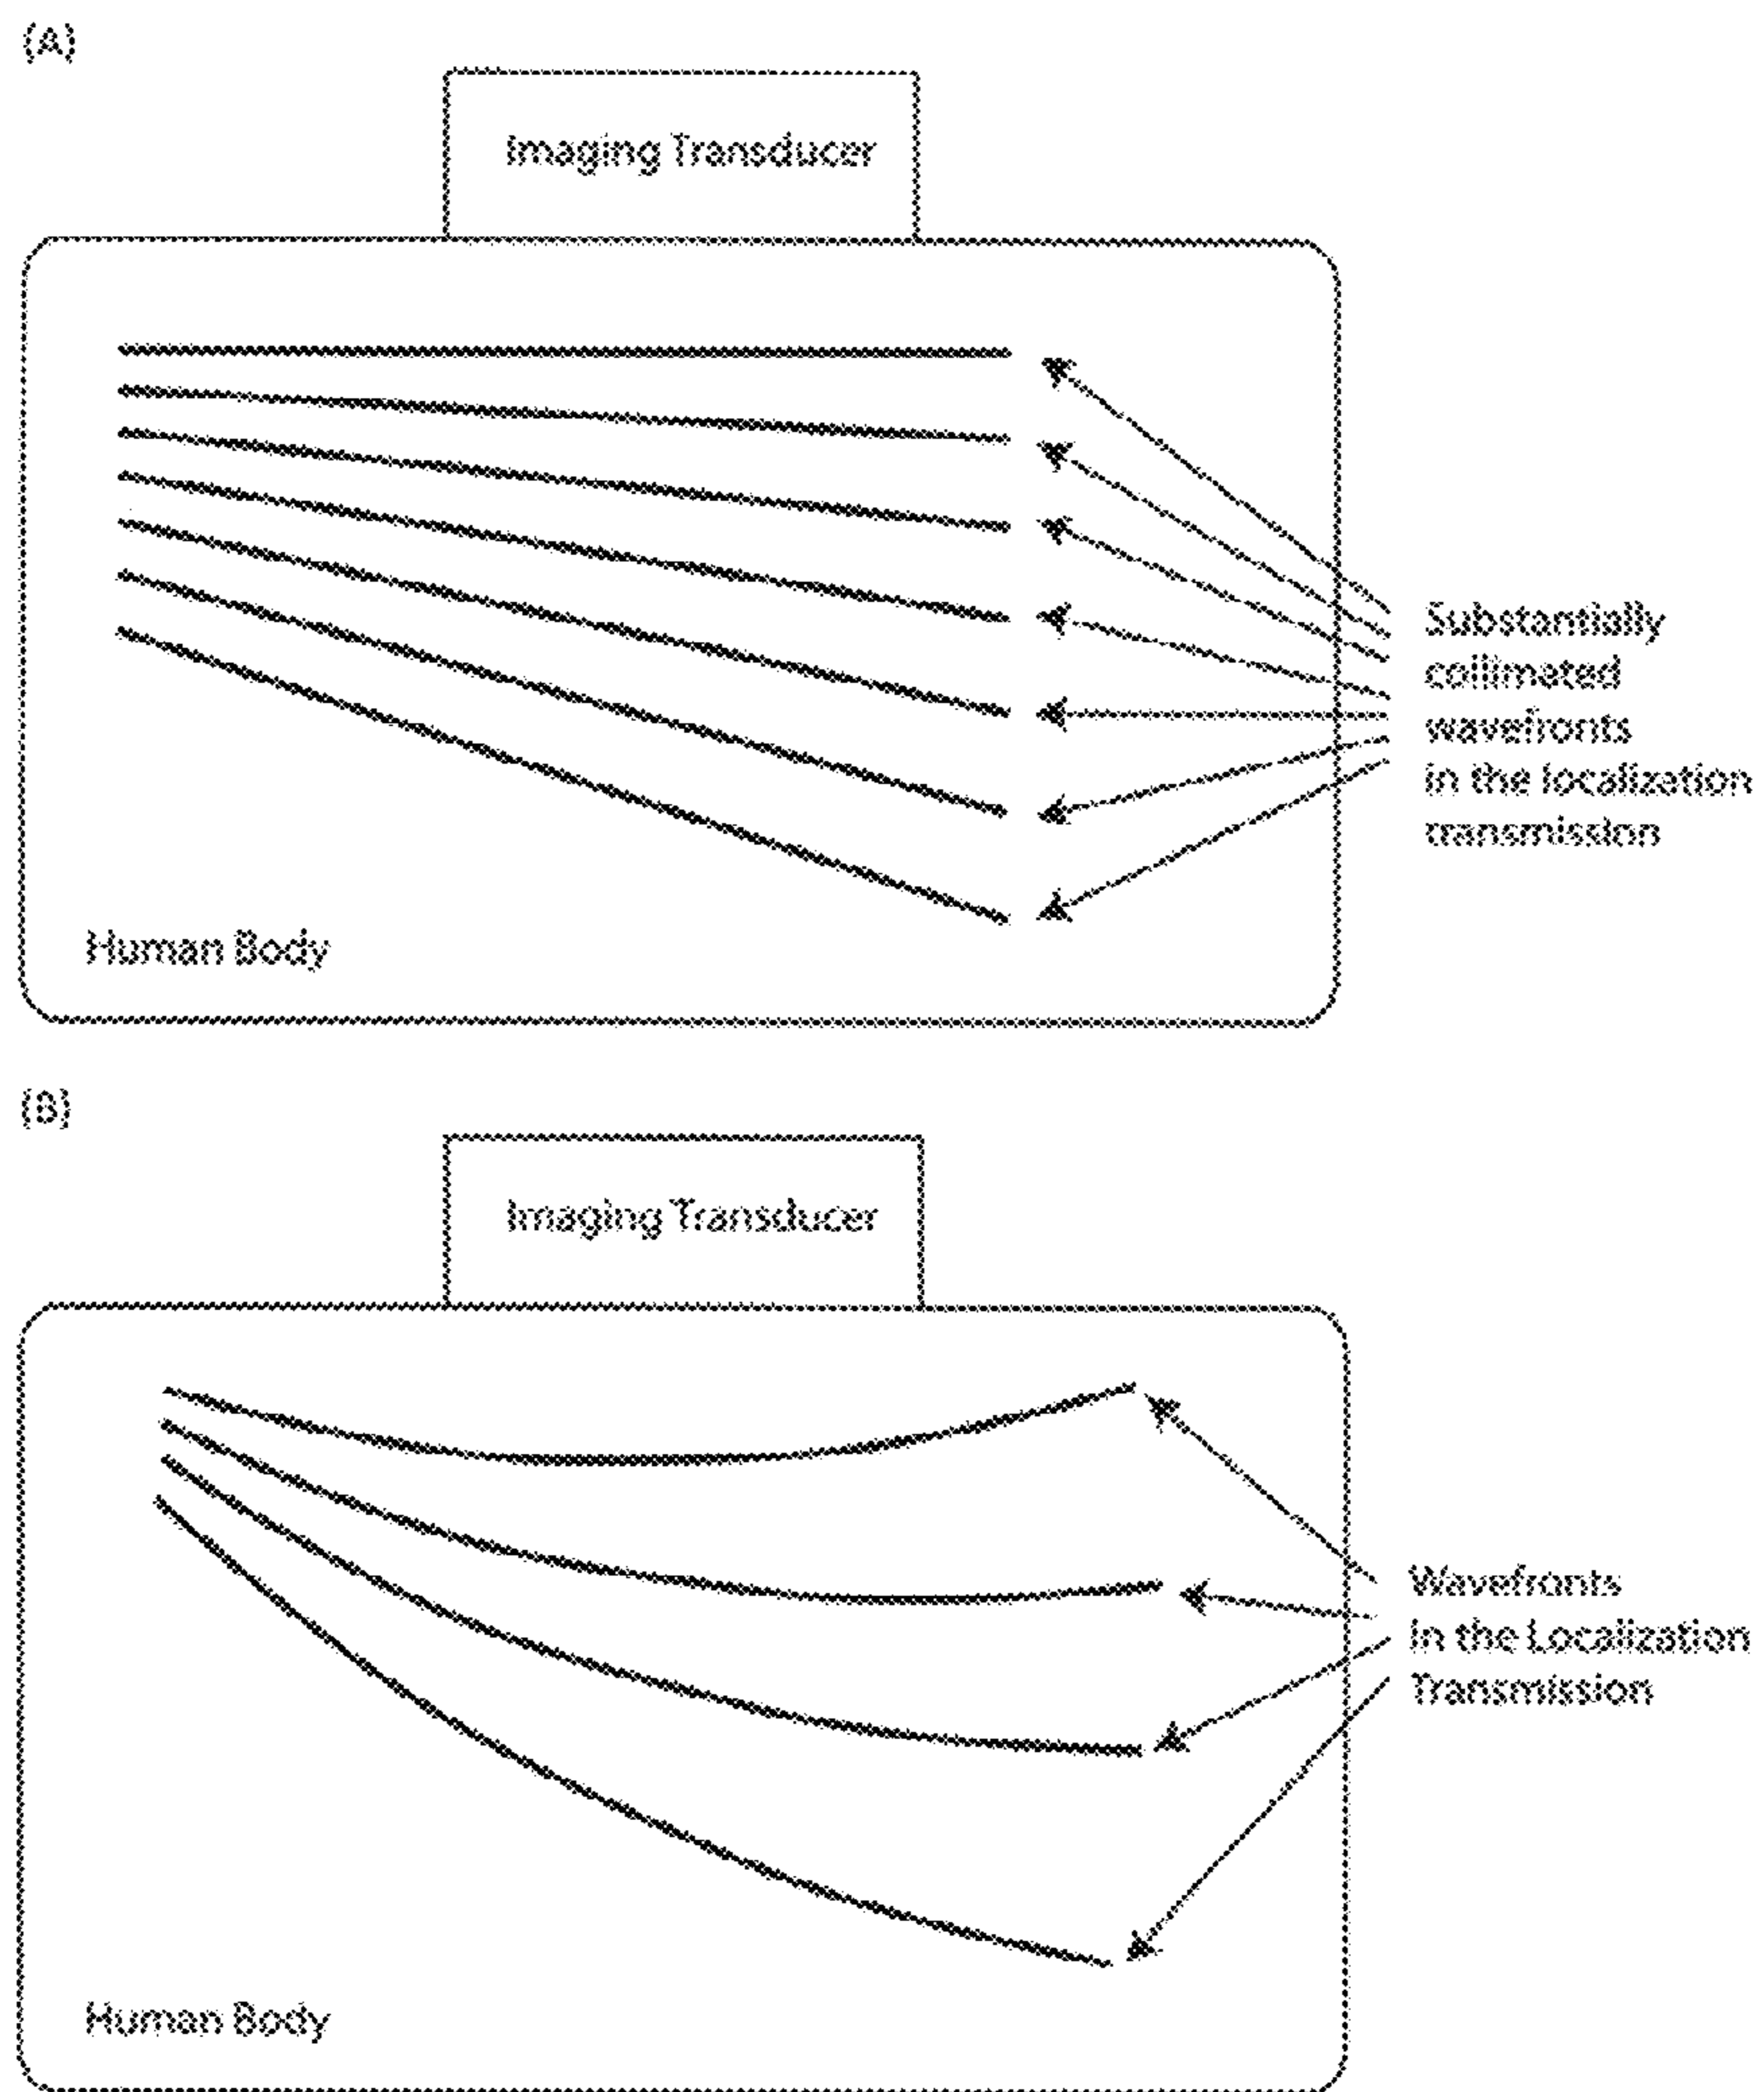 (A)
Imaging Transducer
Substantially
collimated
wavefronts
in the localization
transmission
Human Body
(B)
Imaging Transducer
Wavefronts
in the Localization
Transmission
Human Body